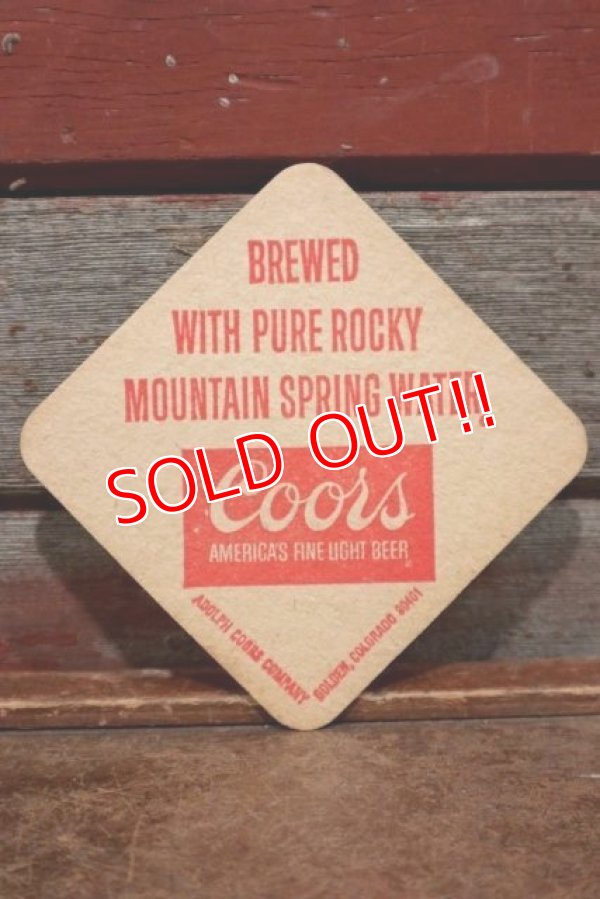 BREWED
WITH PURE ROCKY
MOUNTAIN SPRING WATER
SOLD OUT!!
Coors
AMERICA'S FINE LIGHT BEER
ADOLPH COORS COMPANY
GOLDEN, COLORADO 80401